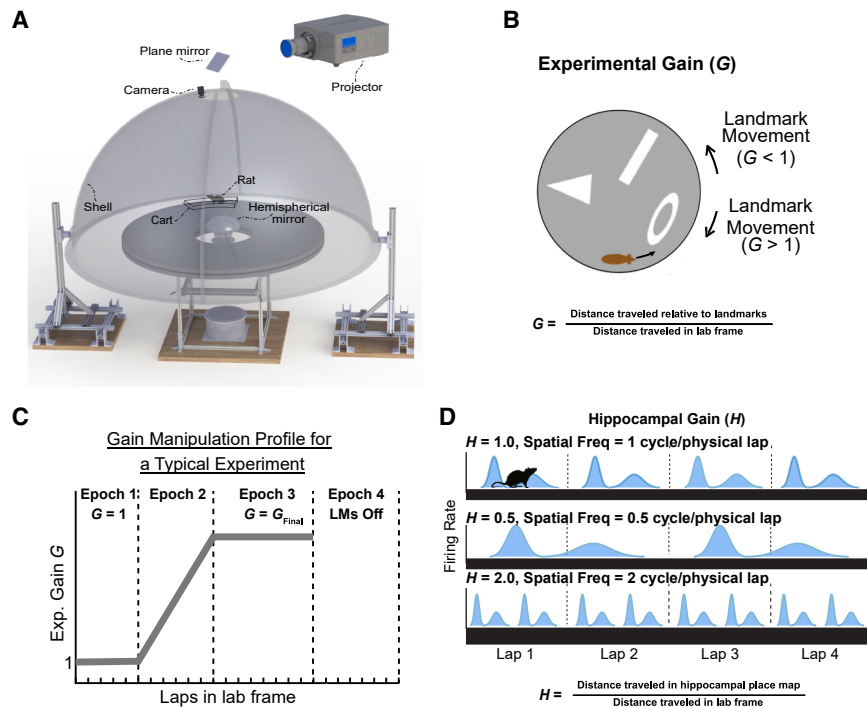 A
Plane mirror
Camera
Projector
Rat
Shell
Cart
Hemispherical
mirror
B
Experimental Gain (G)
Landmark
Movement
(G < 1)
Landmark
Movement
(G > 1)
G = Distance traveled relative to landmarks
Distance traveled in lab frame
C
Gain Manipulation Profile for
a Typical Experiment
Epoch 1 Epoch 2 Epoch 3 Epoch 4
G = 1 G = GFinal LMs Off
Exp. Gain G
1
Laps in lab frame
D
Hippocampal Gain (H)
H = 1.0, Spatial Freq = 1 cycle/physical lap
H = 0.5, Spatial Freq = 0.5 cycle/physical lap
H = 2.0, Spatial Freq = 2 cycle/physical lap
Firing Rate
Lap 1 Lap 2 Lap 3 Lap 4
H = Distance traveled in hippocampal place map
Distance traveled in lab frame